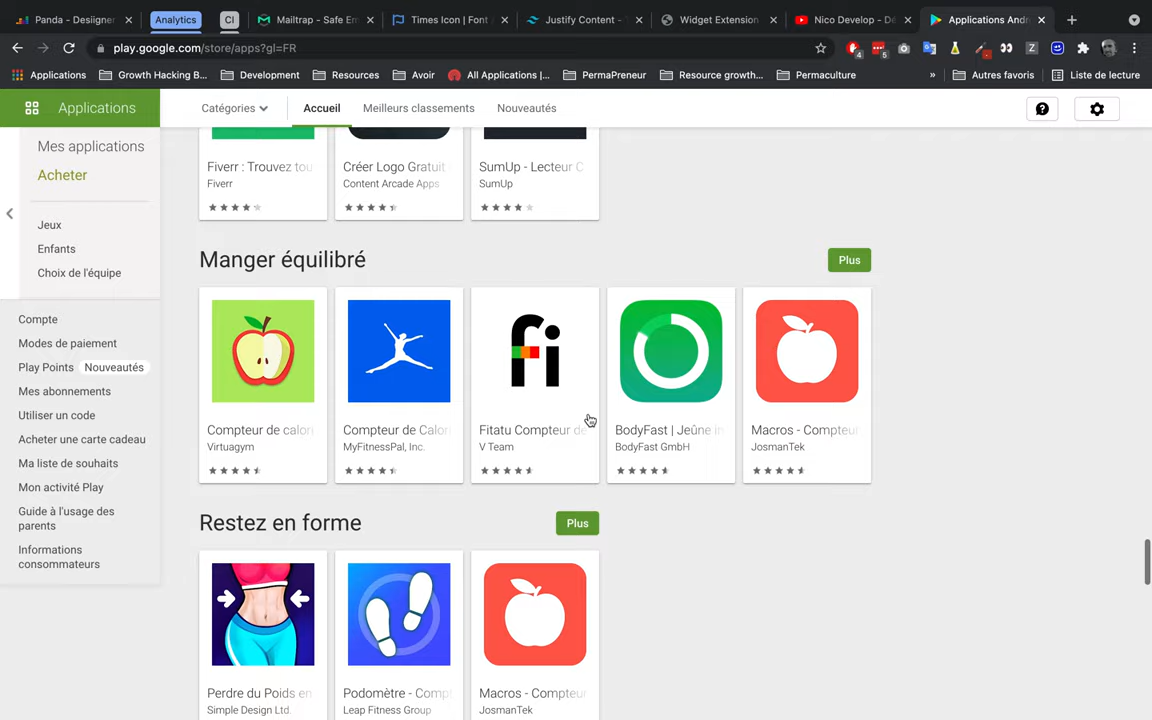 Panda - Desiigner
Analytics
CI
Mailtrap - Safe Em
Times Icon | Font
Justify Content -
Widget Extension
Nico Develop - De
Applications Andr
play.google.com/store/apps?gl=FR
4
5
Applications
Growth Hacking B...
Development
Resources
Avoir
All Applications |...
PermaPreneur
Resource growth...
Permaculture
»
Autres favoris
Liste de lecture
Applications
Catégories
Accueil
Meilleurs classements
Nouveautés
Mes applications
Acheter
Jeux
Enfants
Choix de l'équipe
Compte
Modes de paiement
Play Points
Nouveautés
Mes abonnements
Utiliser un code
Acheter une carte cadeau
Ma liste de souhaits
Mon activité Play
Guide à l'usage des
parents
Informations
consommateurs
Fiverr : Trouvez tou
Fiverr
Créer Logo Gratuit
Content Arcade Apps
SumUp - Lecteur C
SumUp
Manger équilibré
Plus
Compteur de calor
Virtuagym
Compteur de Calor
MyFitnessPal, Inc.
fi
Fitatu Compteur de
V Team
BodyFast | Jeûne in
BodyFast GmbH
Macros - Compteur
JosmanTek
Restez en forme
Plus
Perdre du Poids en
Simple Design Ltd.
Podomètre - Comp
Leap Fitness Group
Macros - Compteur
JosmanTek